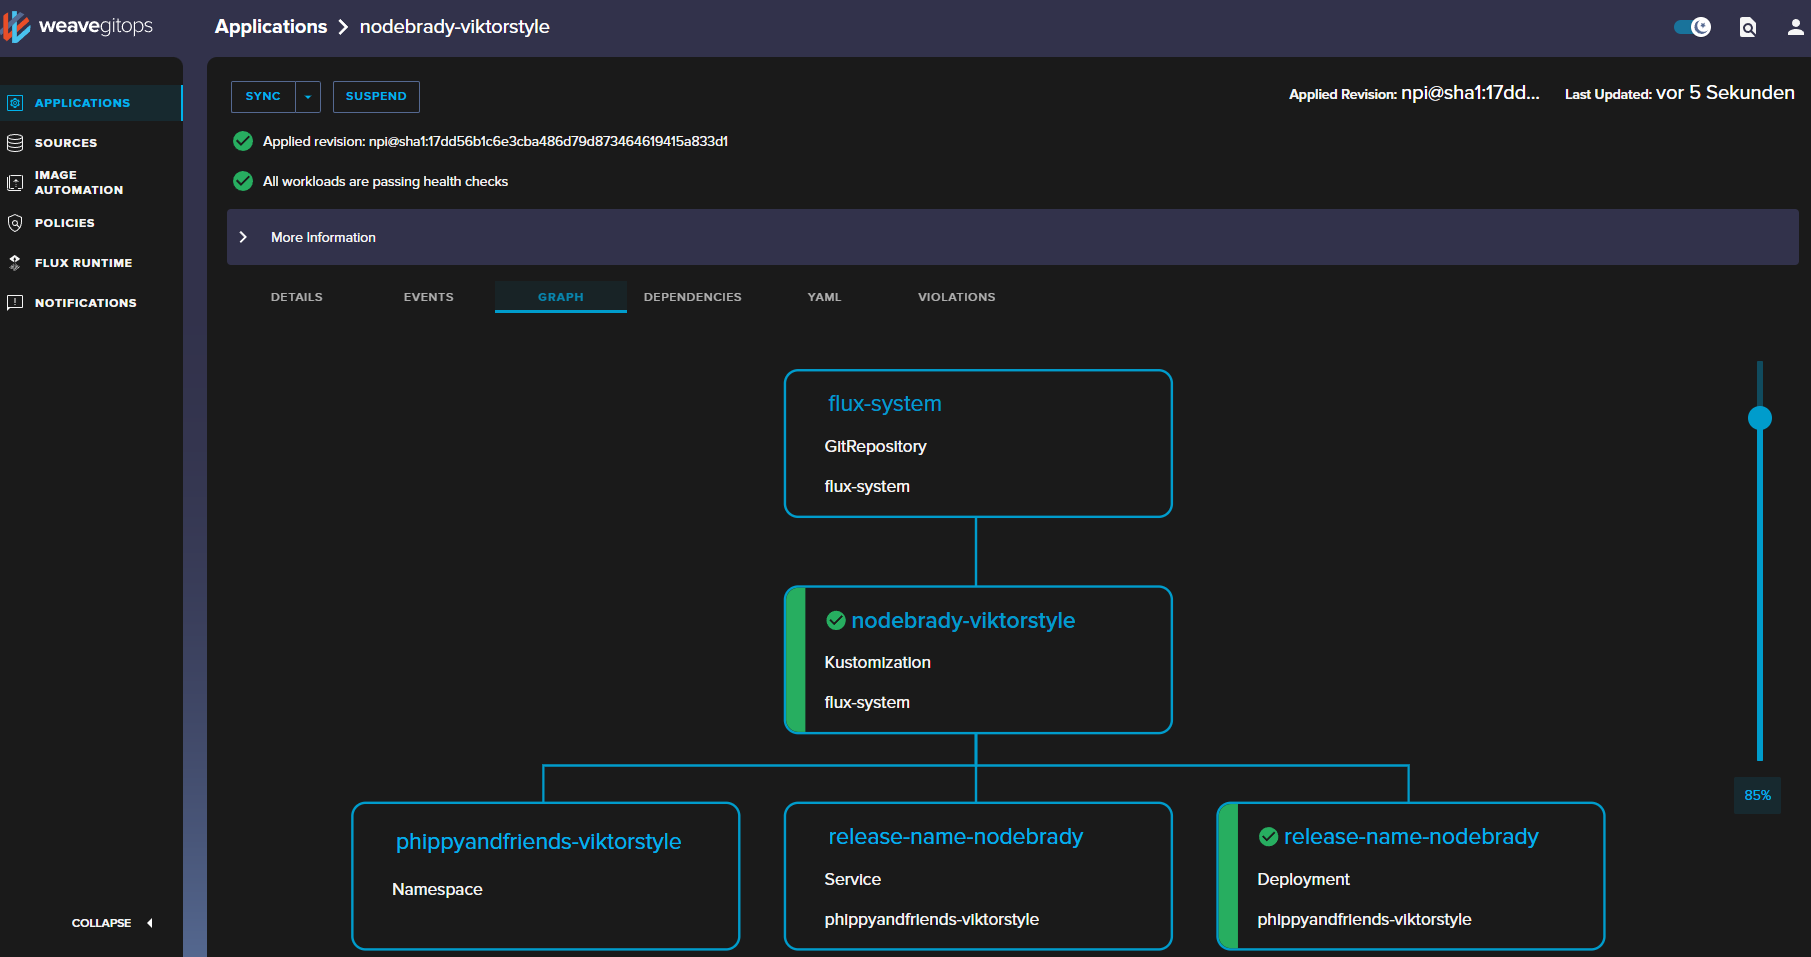 weavegitops
Applications > nodebrady-viktorstyle
APPLICATIONS
SOURCES
IMAGE
AUTOMATION
POLICIES
FLUX RUNTIME
NOTIFICATIONS
COLLAPSE
SYNC
SUSPEND
Applied Revision: npi@sha1:17dd... Last Updated: vor 5 Sekunden
Applied revision: npi@sha1:17dd56b1c6e3cba486d79d873464619415a833d1
All workloads are passing health checks
More Information
DETAILS EVENTS GRAPH DEPENDENCIES YAML VIOLATIONS
flux-system
GitRepository
flux-system
nodebrady-viktorstyle
Kustomization
flux-system
85%
phippyandfriends-viktorstyle
Namespace
release-name-nodebrady
Service
phippyandfriends-viktorstyle
release-name-nodebrady
Deployment
phippyandfriends-viktorstyle